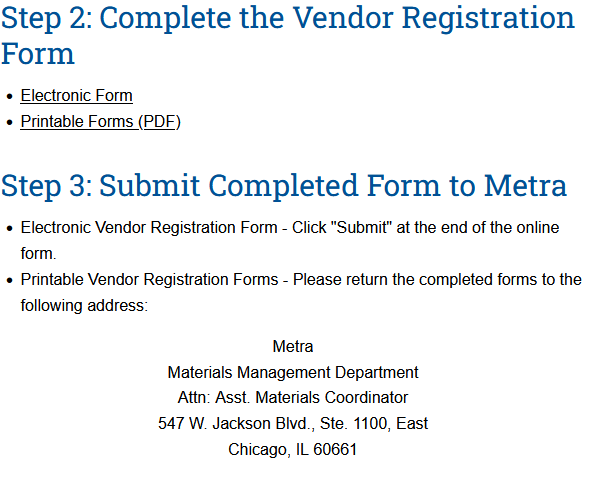 Step 2: Complete the Vendor Registration
Form
• Electronic Form
• Printable Forms (PDF)
Step 3: Submit Completed Form to Metra
• Electronic Vendor Registration Form - Click "Submit" at the end of the online
form.
• Printable Vendor Registration Forms - Please return the completed forms to the
following address:
Metra
Materials Management Department
Attn: Asst. Materials Coordinator
547 W. Jackson Blvd., Ste. 1100, East
Chicago, IL 60661